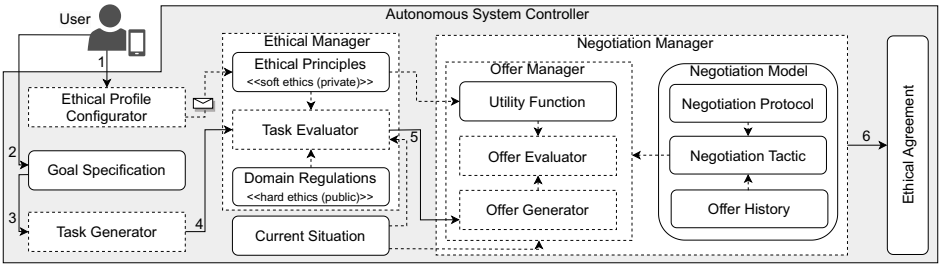 Autonomous System Controller
User
1
Ethical Profile
Configurator
2
Goal Specification
3
Task Generator
4
Ethical Manager
Ethical Principles
<<soft ethics (private)>>
Task Evaluator
5
Domain Regulations
<<hard ethics (public)>>
Current Situation
Negotiation Manager
Offer Manager
Utility Function
Offer Evaluator
Offer Generator
Negotiation Model
Negotiation Protocol
Negotiation Tactic
Offer History
6
Ethical Agreement